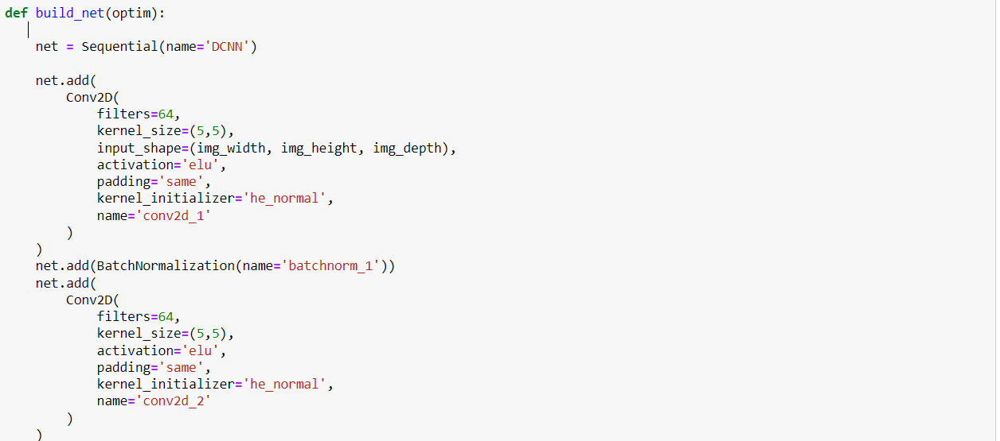 def build_net(optim):
    net = Sequential(name='DCNN')
    net.add(
        Conv2D(
            filters=64,
            kernel_size=(5,5),
            input_shape=(img_width, img_height, img_depth),
            activation='elu',
            padding='same',
            kernel_initializer='he_normal',
            name='conv2d_1'
        )
    )
    net.add(BatchNormalization(name='batchnorm_1'))
    net.add(
        Conv2D(
            filters=64,
            kernel_size=(5,5),
            activation='elu',
            padding='same',
            kernel_initializer='he_normal',
            name='conv2d_2'
        )
    )